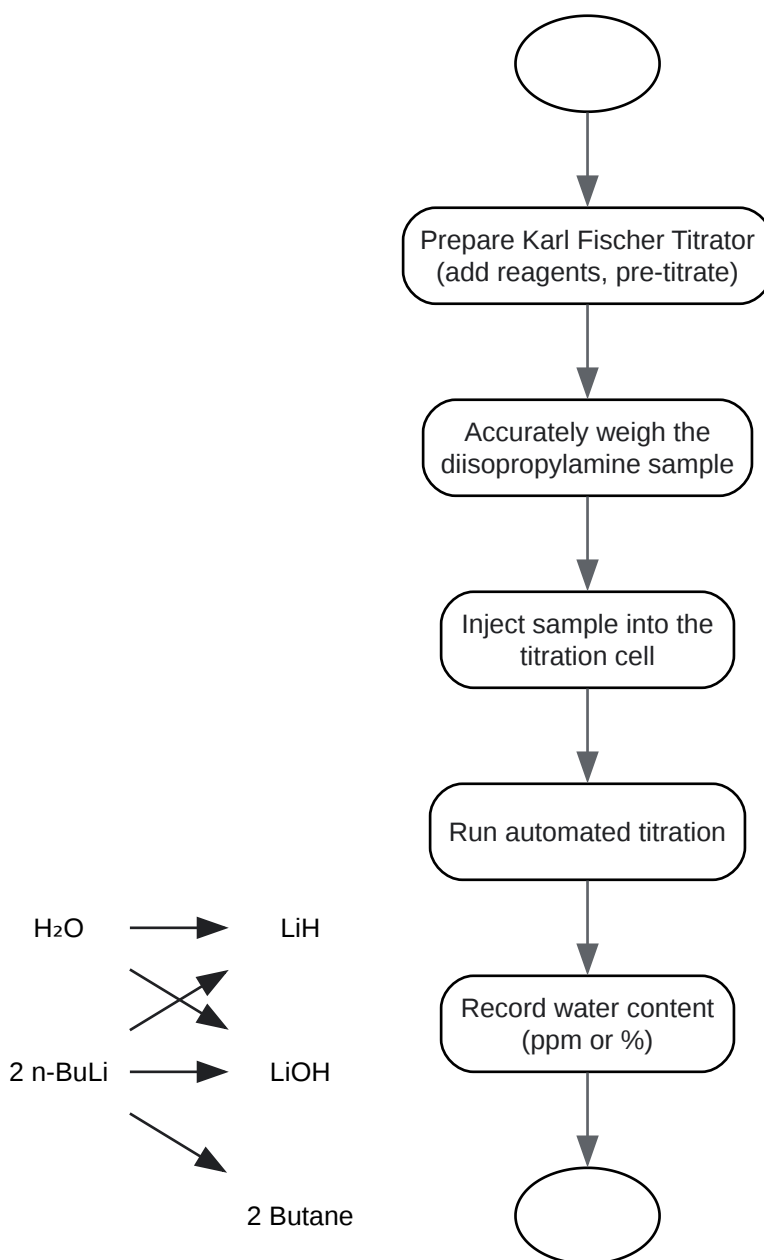 Prepare Karl Fischer Titrator
(add reagents, pre-titrate)
Accurately weigh the
diisopropylamine sample
Inject sample into the
titration cell
Run automated titration
Record water content
(ppm or %)
H₂O
LiH
2 n-BuLi
LiOH
2 Butane